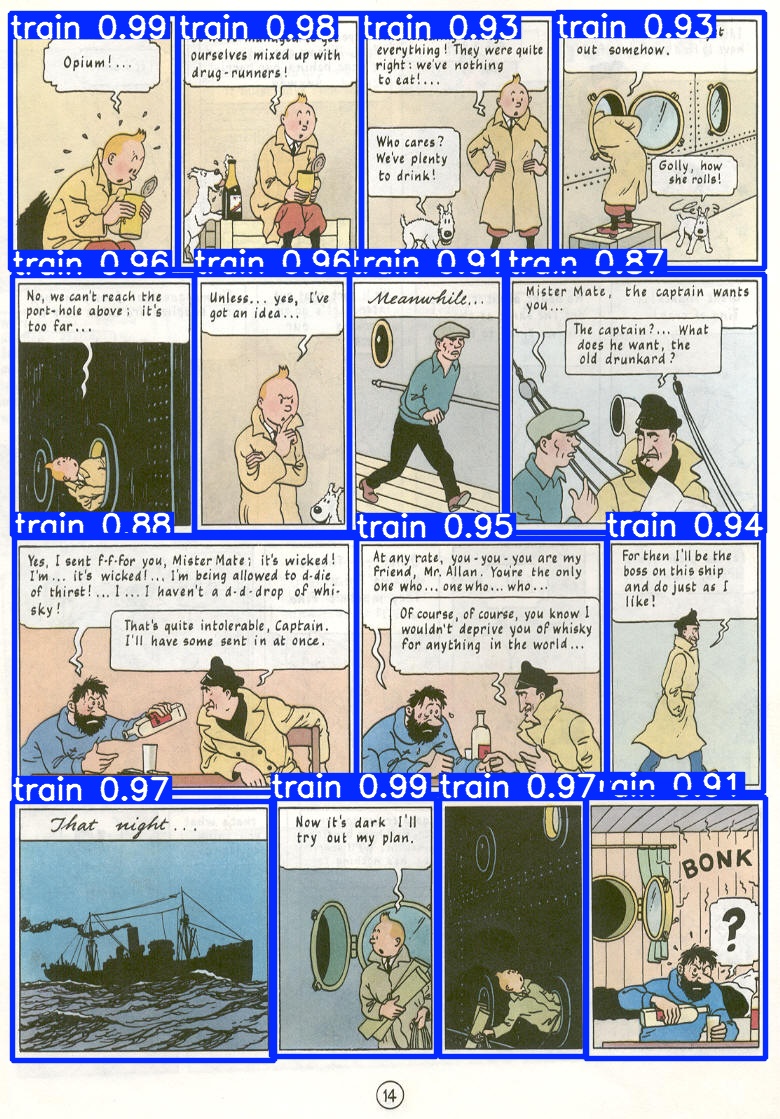 train 0.99
train 0.98
train 0.93
train 0.93
Opium!...
ourselves mixed up with
drug-runners!
everything! They were quite
right: we've nothing
to eat!...
Who cares?
We've plenty
to drink!
out somehow.
Golly, how
she rolls!
train 0.96
train 0.96
train 0.91
train 0.87
No, we can't reach the
port-hole above; it's
too far...
Unless... yes, I've
got an idea...
Meanwhile...
Mister Mate, the captain wants
you...
The captain?... What
does he want, the
old drunkard?
train 0.88
train 0.95
train 0.94
Yes, I sent f-f-for you, Mister Mate; it's wicked!
I'm... it's wicked!... I'm being allowed to d-die
of thirst!... I... I haven't a d-d-drop of whi-
sky!
That's quite intolerable, Captain.
I'll have some sent in at once.
At any rate, you-you-you are my
friend, Mr. Allan. You're the only
one who... one who... who...
Of course, of course, you know I
wouldn't deprive you of whisky
for anything in the world...
For then I'll be the
boss on this ship
and do just as I
like!
train 0.97
train 0.99
train 0.97
train 0.91
That night...
Now it's dark I'll
try out my plan.
BONK
?
14